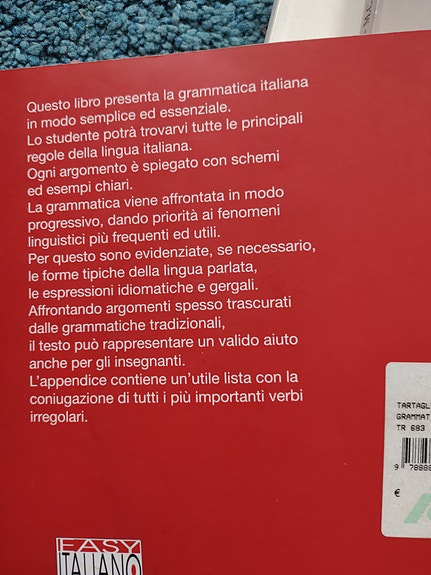 Questo libro presenta la grammatica italiana
in modo semplice ed essenziale.
Lo studente potrà trovarvi tutte le principali
regole della lingua italiana.
Ogni argomento è spiegato con schemi
ed esempi chiari.
La grammatica viene affrontata in modo
progressivo, dando priorità ai fenomeni
linguistici più frequenti ed utili.
Per questo sono evidenziate, se necessario,
le forme tipiche della lingua parlata,
le espressioni idiomatiche e gergali.
Affrontando argomenti spesso trascurati
dalle grammatiche tradizionali,
il testo può rappresentare un valido aiuto
anche per gli insegnanti.
L'appendice contiene un'utile lista con la
coniugazione di tutti i più importanti verbi
irregolari.
TARTAGL
GRAMMAT
TR 683
9 78888
€
EASY
ITALIANO